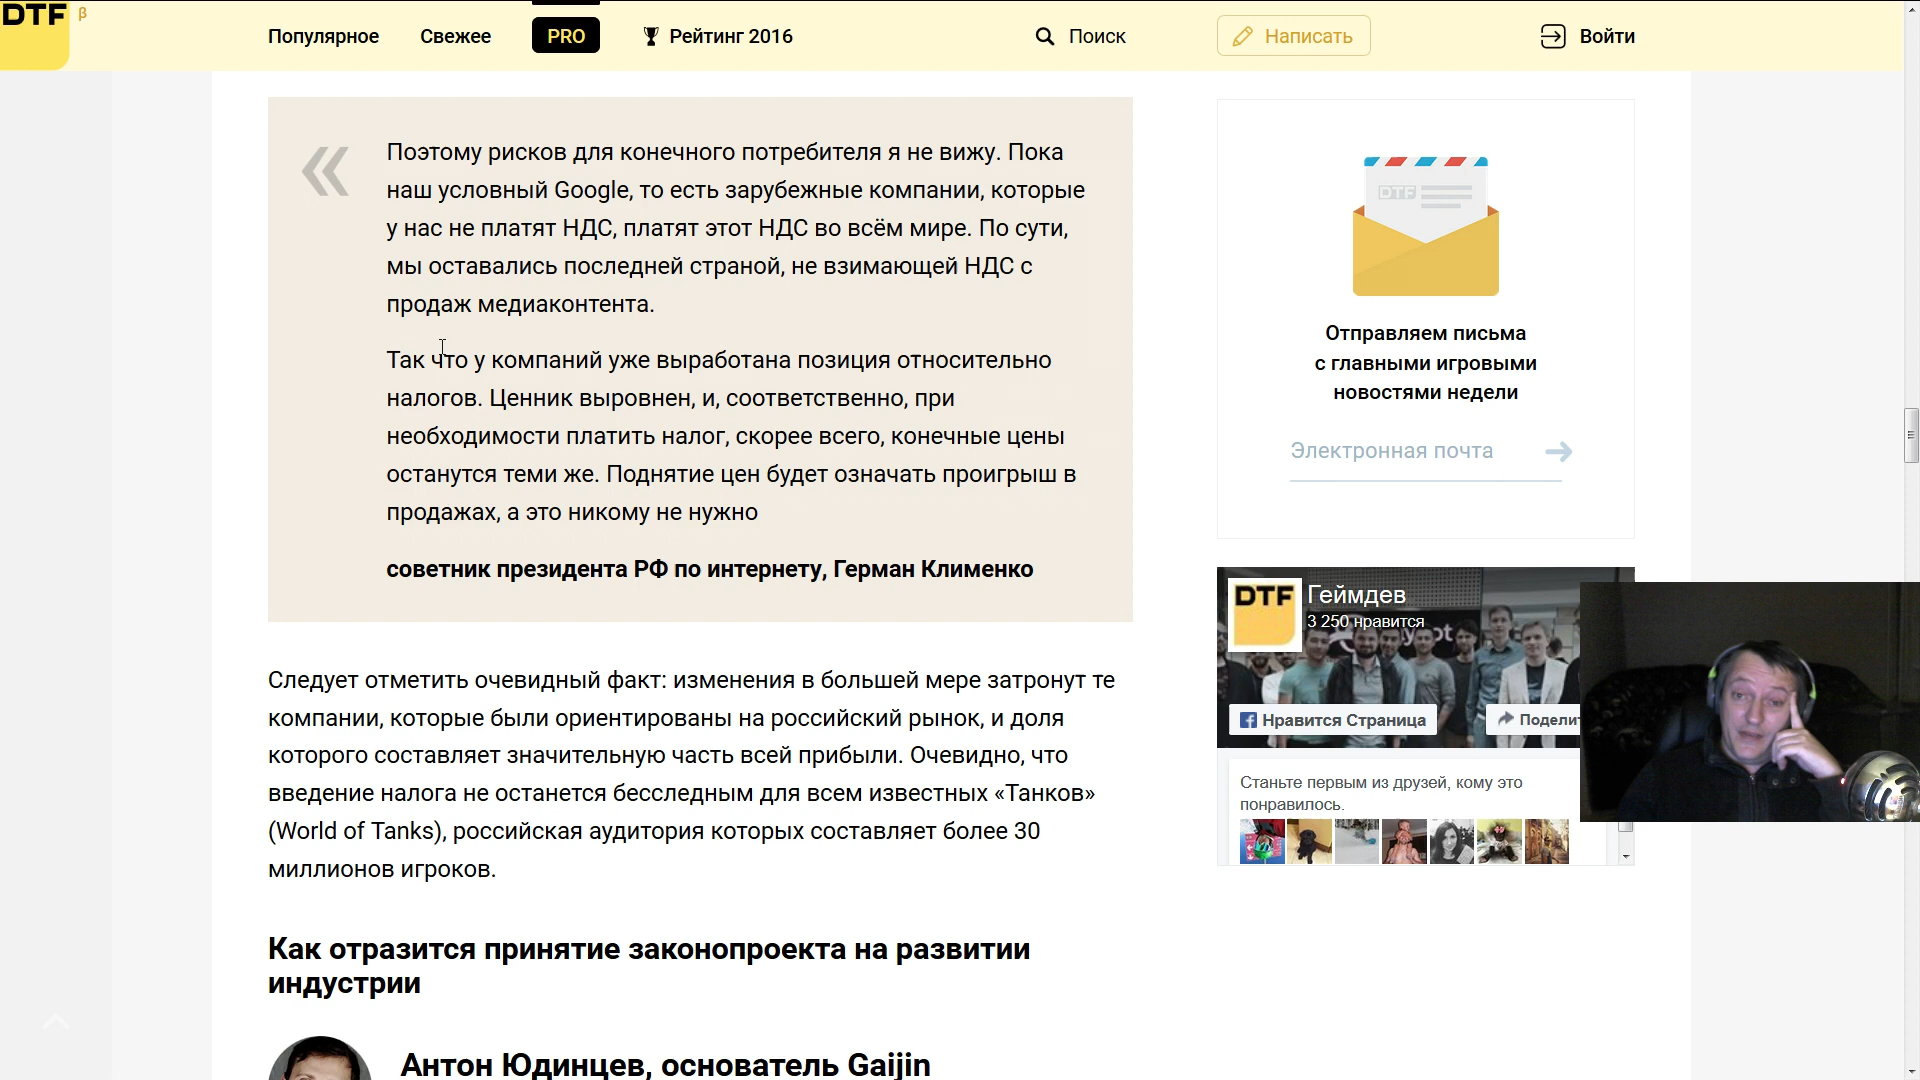 DTF β
Популярное
Свежее
PRO
Рейтинг 2016
Поиск
Написать
Войти
«
Поэтому рисков для конечного потребителя я не вижу. Пока
наш условный Google, то есть зарубежные компании, которые
у нас не платят НДС, платят этот НДС во всём мире. По сути,
мы оставались последней страной, не взимающей НДС с
продаж медиаконтента.
Так что у компаний уже выработана позиция относительно
налогов. Ценник выровнен, и, соответственно, при
необходимости платить налог, скорее всего, конечные цены
останутся теми же. Поднятие цен будет означать проигрыш в
продажах, а это никому не нужно
советник президента РФ по интернету, Герман Клименко
Следует отметить очевидный факт: изменения в большей мере затронут те
компании, которые были ориентированы на российский рынок, и доля
которого составляет значительную часть всей прибыли. Очевидно, что
введение налога не останется бесследным для всем известных «Танков»
(World of Tanks), российская аудитория которых составляет более 30
миллионов игроков.
Как отразится принятие законопроекта на развитии
индустрии
Антон Юдинцев, основатель Gaijin
DTF
Отправляем письма
с главными игровыми
новостями недели
Электронная почта
DTF
Геймдев
3 250 нравится
Нравится Страница
Поделит
Станьте первым из друзей, кому это
понравилось.